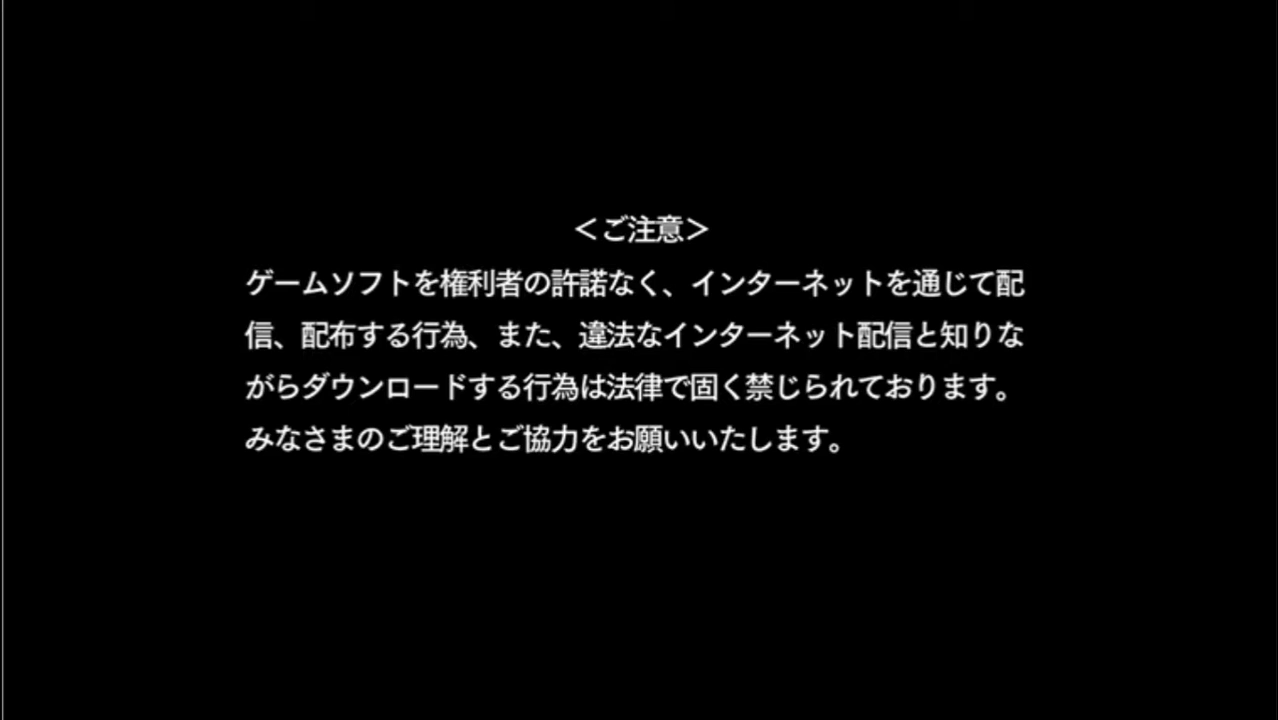 ＜ご注意＞
ゲームソフトを権利者の許諾なく、インターネットを通じて配
信、配布する行為、また、違法なインターネット配信と知りな
がらダウンロードする行為は法律で固く禁じられております。
みなさまのご理解とご協力をお願いいたします。